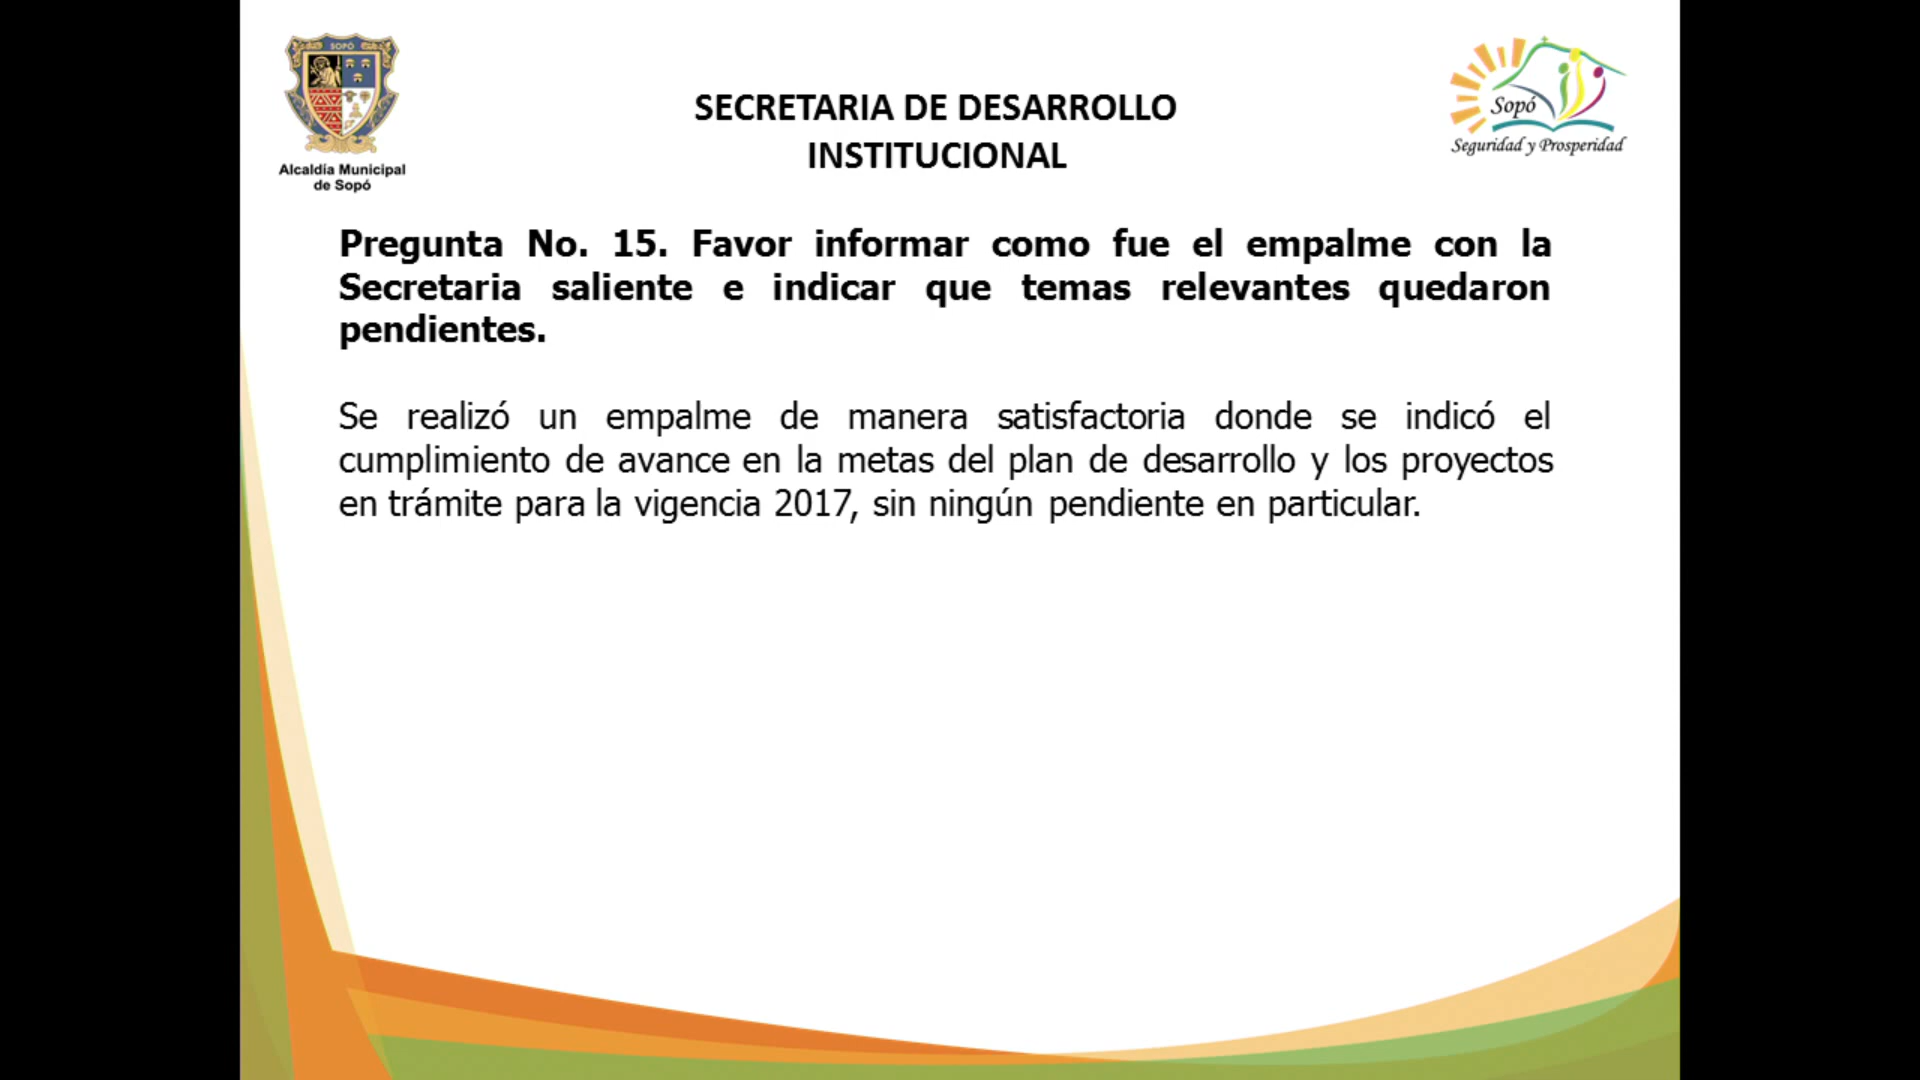 SOPÓ
Alcaldía Municipal
de Sopó
SECRETARIA DE DESARROLLO
INSTITUCIONAL
Sopó
Seguridad y Prosperidad
Pregunta No. 15. Favor informar como fue el empalme con la
Secretaria saliente e indicar que temas relevantes quedaron
pendientes.
Se realizó un empalme de manera satisfactoria donde se indicó el
cumplimiento de avance en la metas del plan de desarrollo y los proyectos
en trámite para la vigencia 2017, sin ningún pendiente en particular.